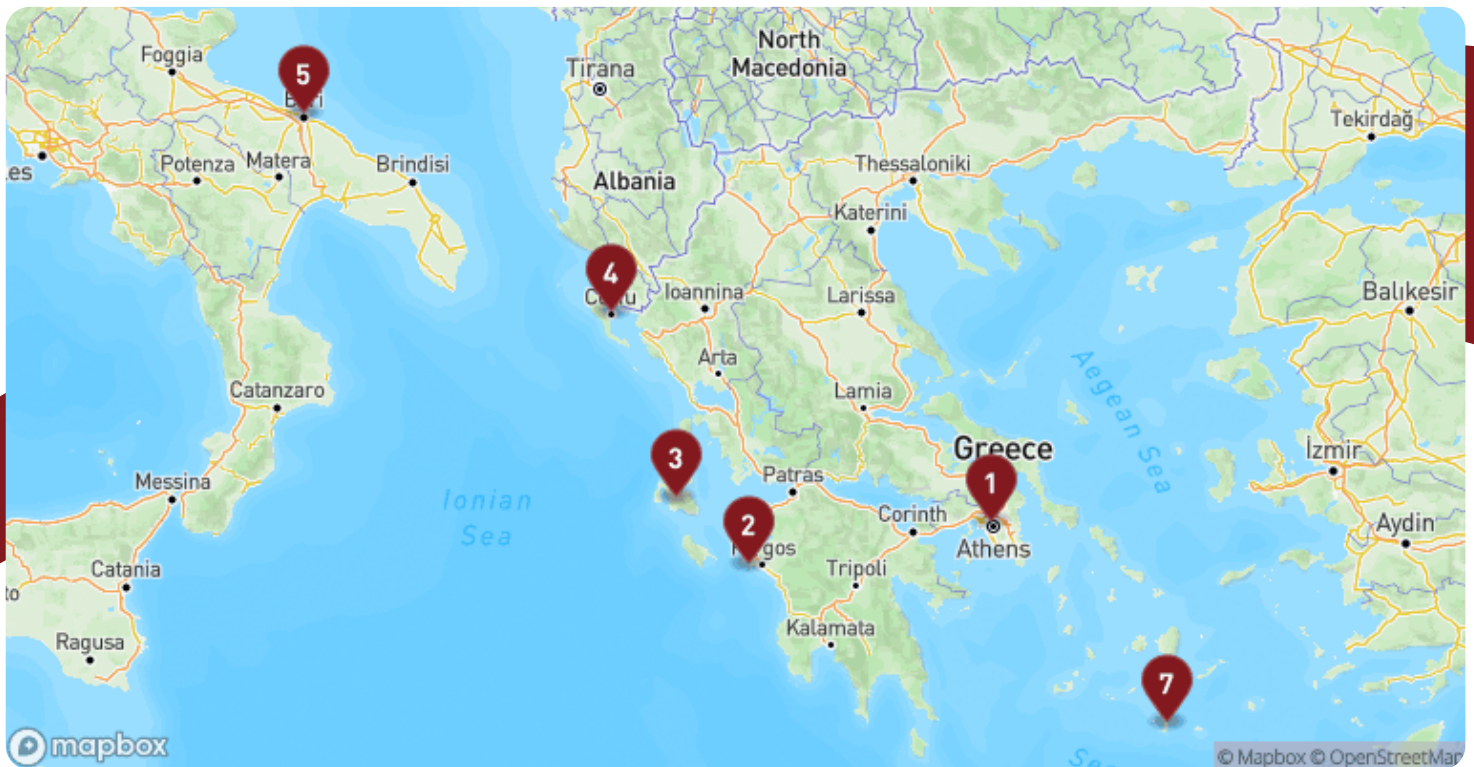 North
Macedonia
Foggia
Tirana
5
Tekirdağ
Potenza
Matera
Brindisi
Thessaloniki
Albania
Katerini
4
Ioannina
Larissa
Balıkesir
Arta
Catanzaro
Lamia
Aegean Sea
Greece
İzmir
3
Patras
Messina
1
Ionian
Sea
Corinth
2
Aydin
Athens
Catania
Tripoli
Kalamata
Ragusa
7
mapbox
© Mapbox © OpenStreetMap